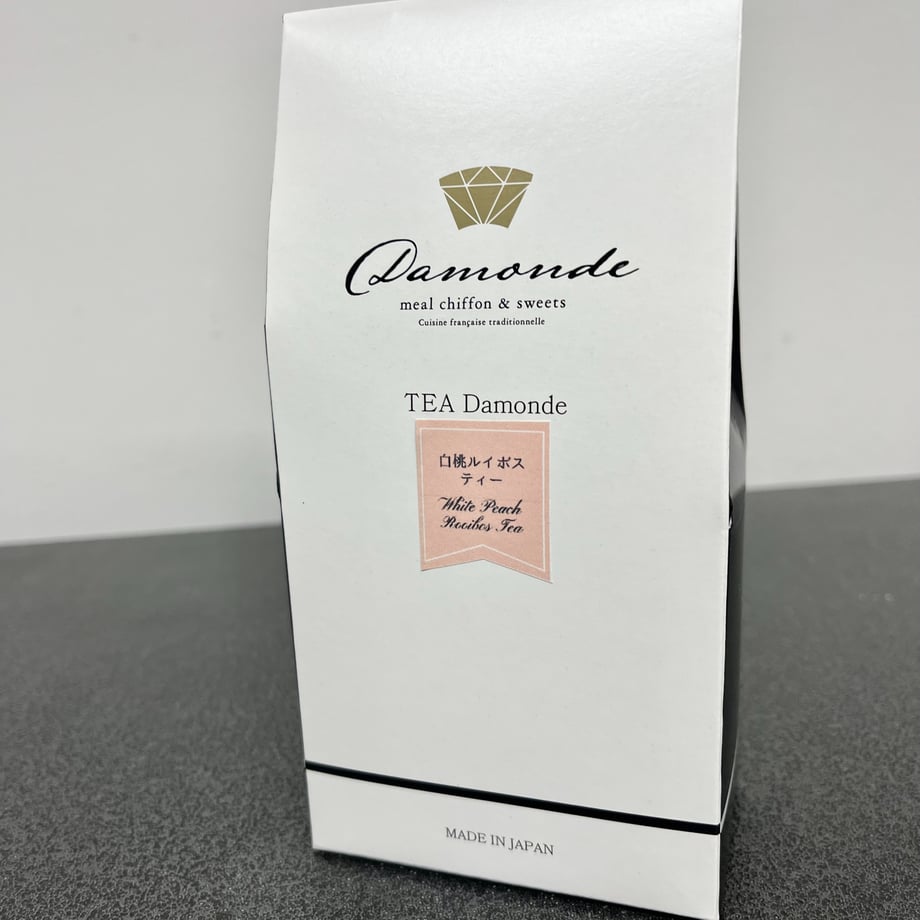 Damonde
meal chiffon & sweets
Cuisine française traditionnelle
TEA Damonde
白桃ルイボス
ティー
White Peach
Rooibos Tea
MADE IN JAPAN